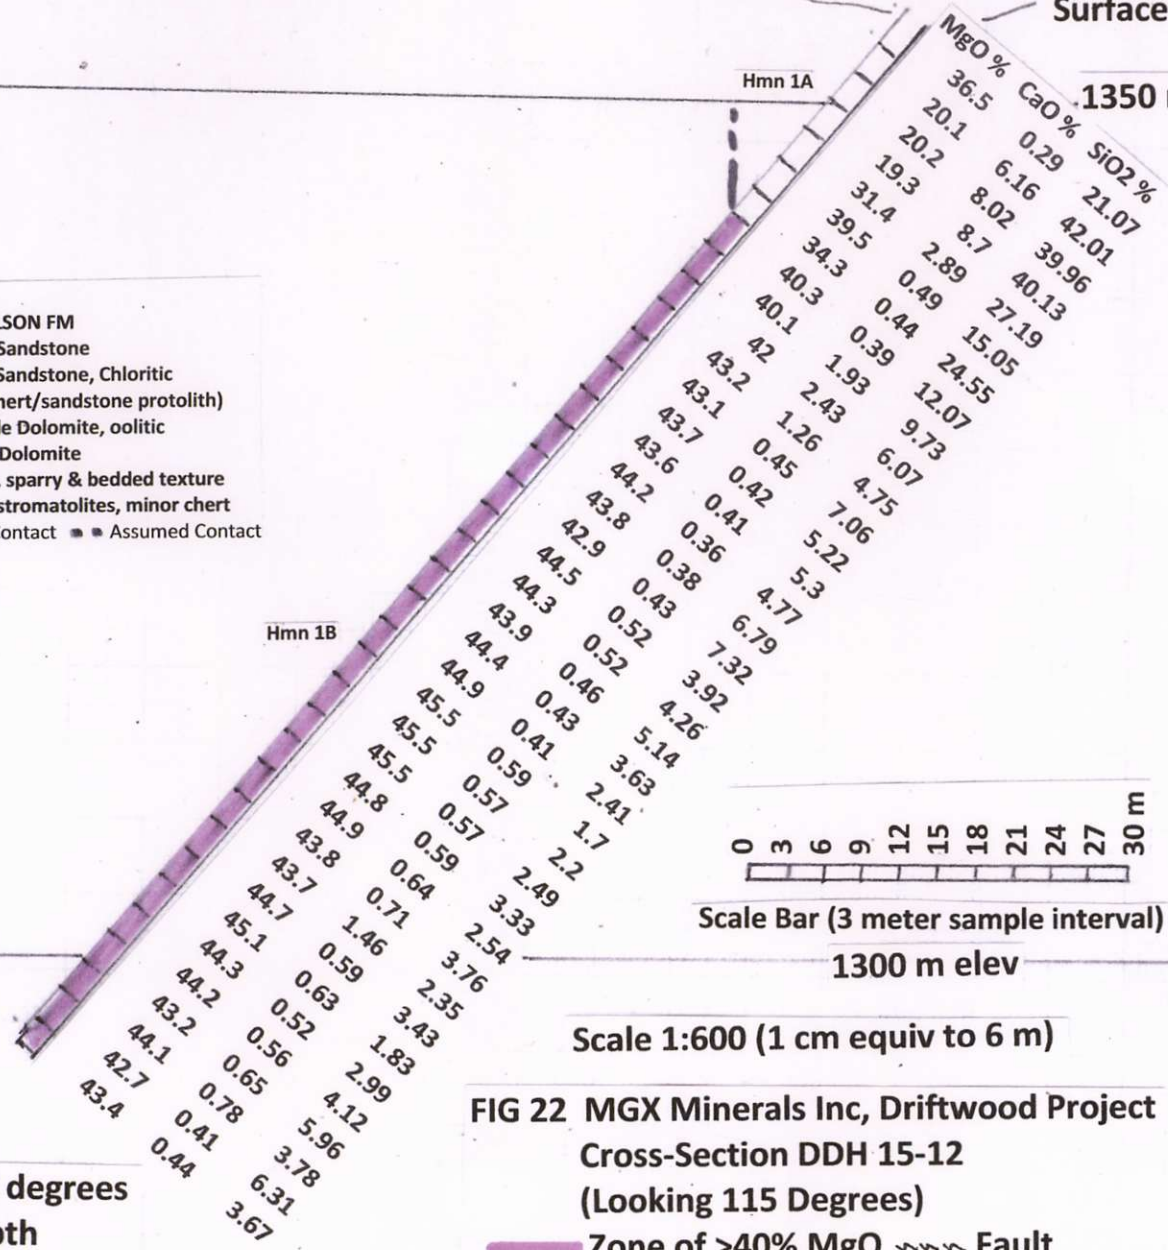 Surface
Hmn 1A
1350
MgO % CaO % SiO2 %
36.5 0.29 21.07
20.1 6.16 42.01
20.2 8.02 39.96
19.3 8.7 40.13
31.4 2.89 27.19
39.5 0.49 15.05
34.3 0.44 24.55
40.3 0.39 12.07
40.1 1.93 9.73
42 2.43 6.07
43.2 1.26 4.75
43.1 0.45 7.06
43.7 0.42 5.22
43.6 0.41 5.3
44.2 0.36 4.77
43.8 0.38 6.79
42.9 0.43 7.32
44.5 0.52 3.92
44.3 0.52 4.26
43.9 0.46 5.14
44.4 0.43 3.63
44.9 0.41 2.41
45.5 0.59 1.7
45.5 0.57 2.2
45.5 0.57 2.49
44.8 0.59 3.33
44.9 0.64 2.54
43.8 0.71 3.76
43.7 1.46 2.35
44.7 0.59 3.43
45.1 0.63 1.83
44.3 0.52 2.99
44.2 0.56 4.12
43.2 0.65 5.96
44.1 0.78 3.78
42.7 0.41 6.31
43.4 0.44 3.67
LSON FM
Sandstone
Sandstone, Chloritic
hert/sandstone protolith)
e Dolomite, oolitic
Dolomite
, sparry & bedded texture
stromatolites, minor chert
ontact Assumed Contact
Hmn 1B
0 3 6 9 12 15 18 21 24 27 30 m
Scale Bar (3 meter sample interval)
1300 m elev
Scale 1:600 (1 cm equiv to 6 m)
FIG 22 MGX Minerals Inc, Driftwood Project
Cross-Section DDH 15-12
(Looking 115 Degrees)
degrees
pth
Zone of >40% MgO Fault